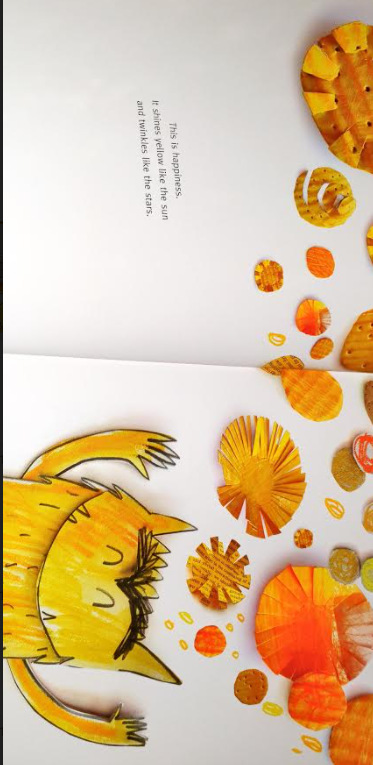 This is happiness.
It shines yellow like the sun
and twinkles like the stars.